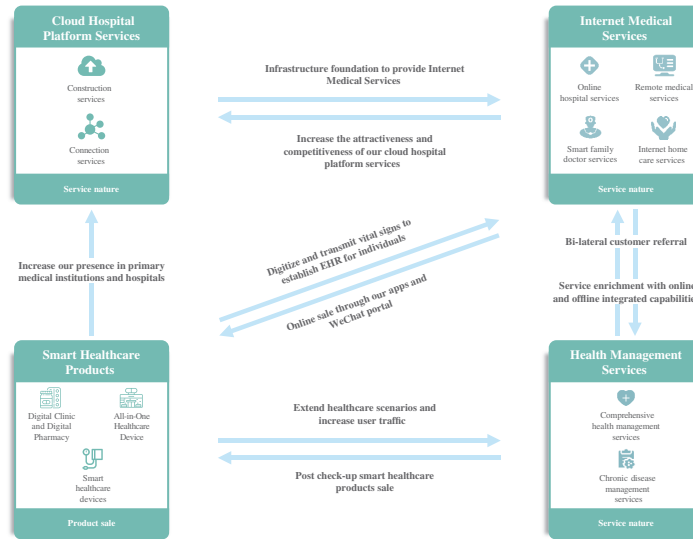 Cloud Hospital
Platform Services
Construction
services
Connection
services
Service nature
Infrastructure foundation to provide Internet
Medical Services
Increase the attractiveness and
competitiveness of our cloud hospital
platform services
Internet Medical
Services
Online
hospital services
Remote medical
services
Smart family
doctor services
Internet home
care services
Service nature
Increase our presence in primary
medical institutions and hospitals
Digitize and transmit vital signs to
establish EHR for individuals
Online sale through our apps and
WeChat portal
Bi-lateral customer referral
Service enrichment with online
and offline integrated capabilitie
Smart Healthcare
Products
Digital Clinic
and Digital
Pharmacy
All-in-One
Healthcare
Device
Smart
healthcare
devices
Product sale
Extend healthcare scenarios and
increase user traffic
Post check-up smart healthcare
products sale
Health Management
Services
Comprehensive
health management
services
Chronic disease
management
services
Service nature